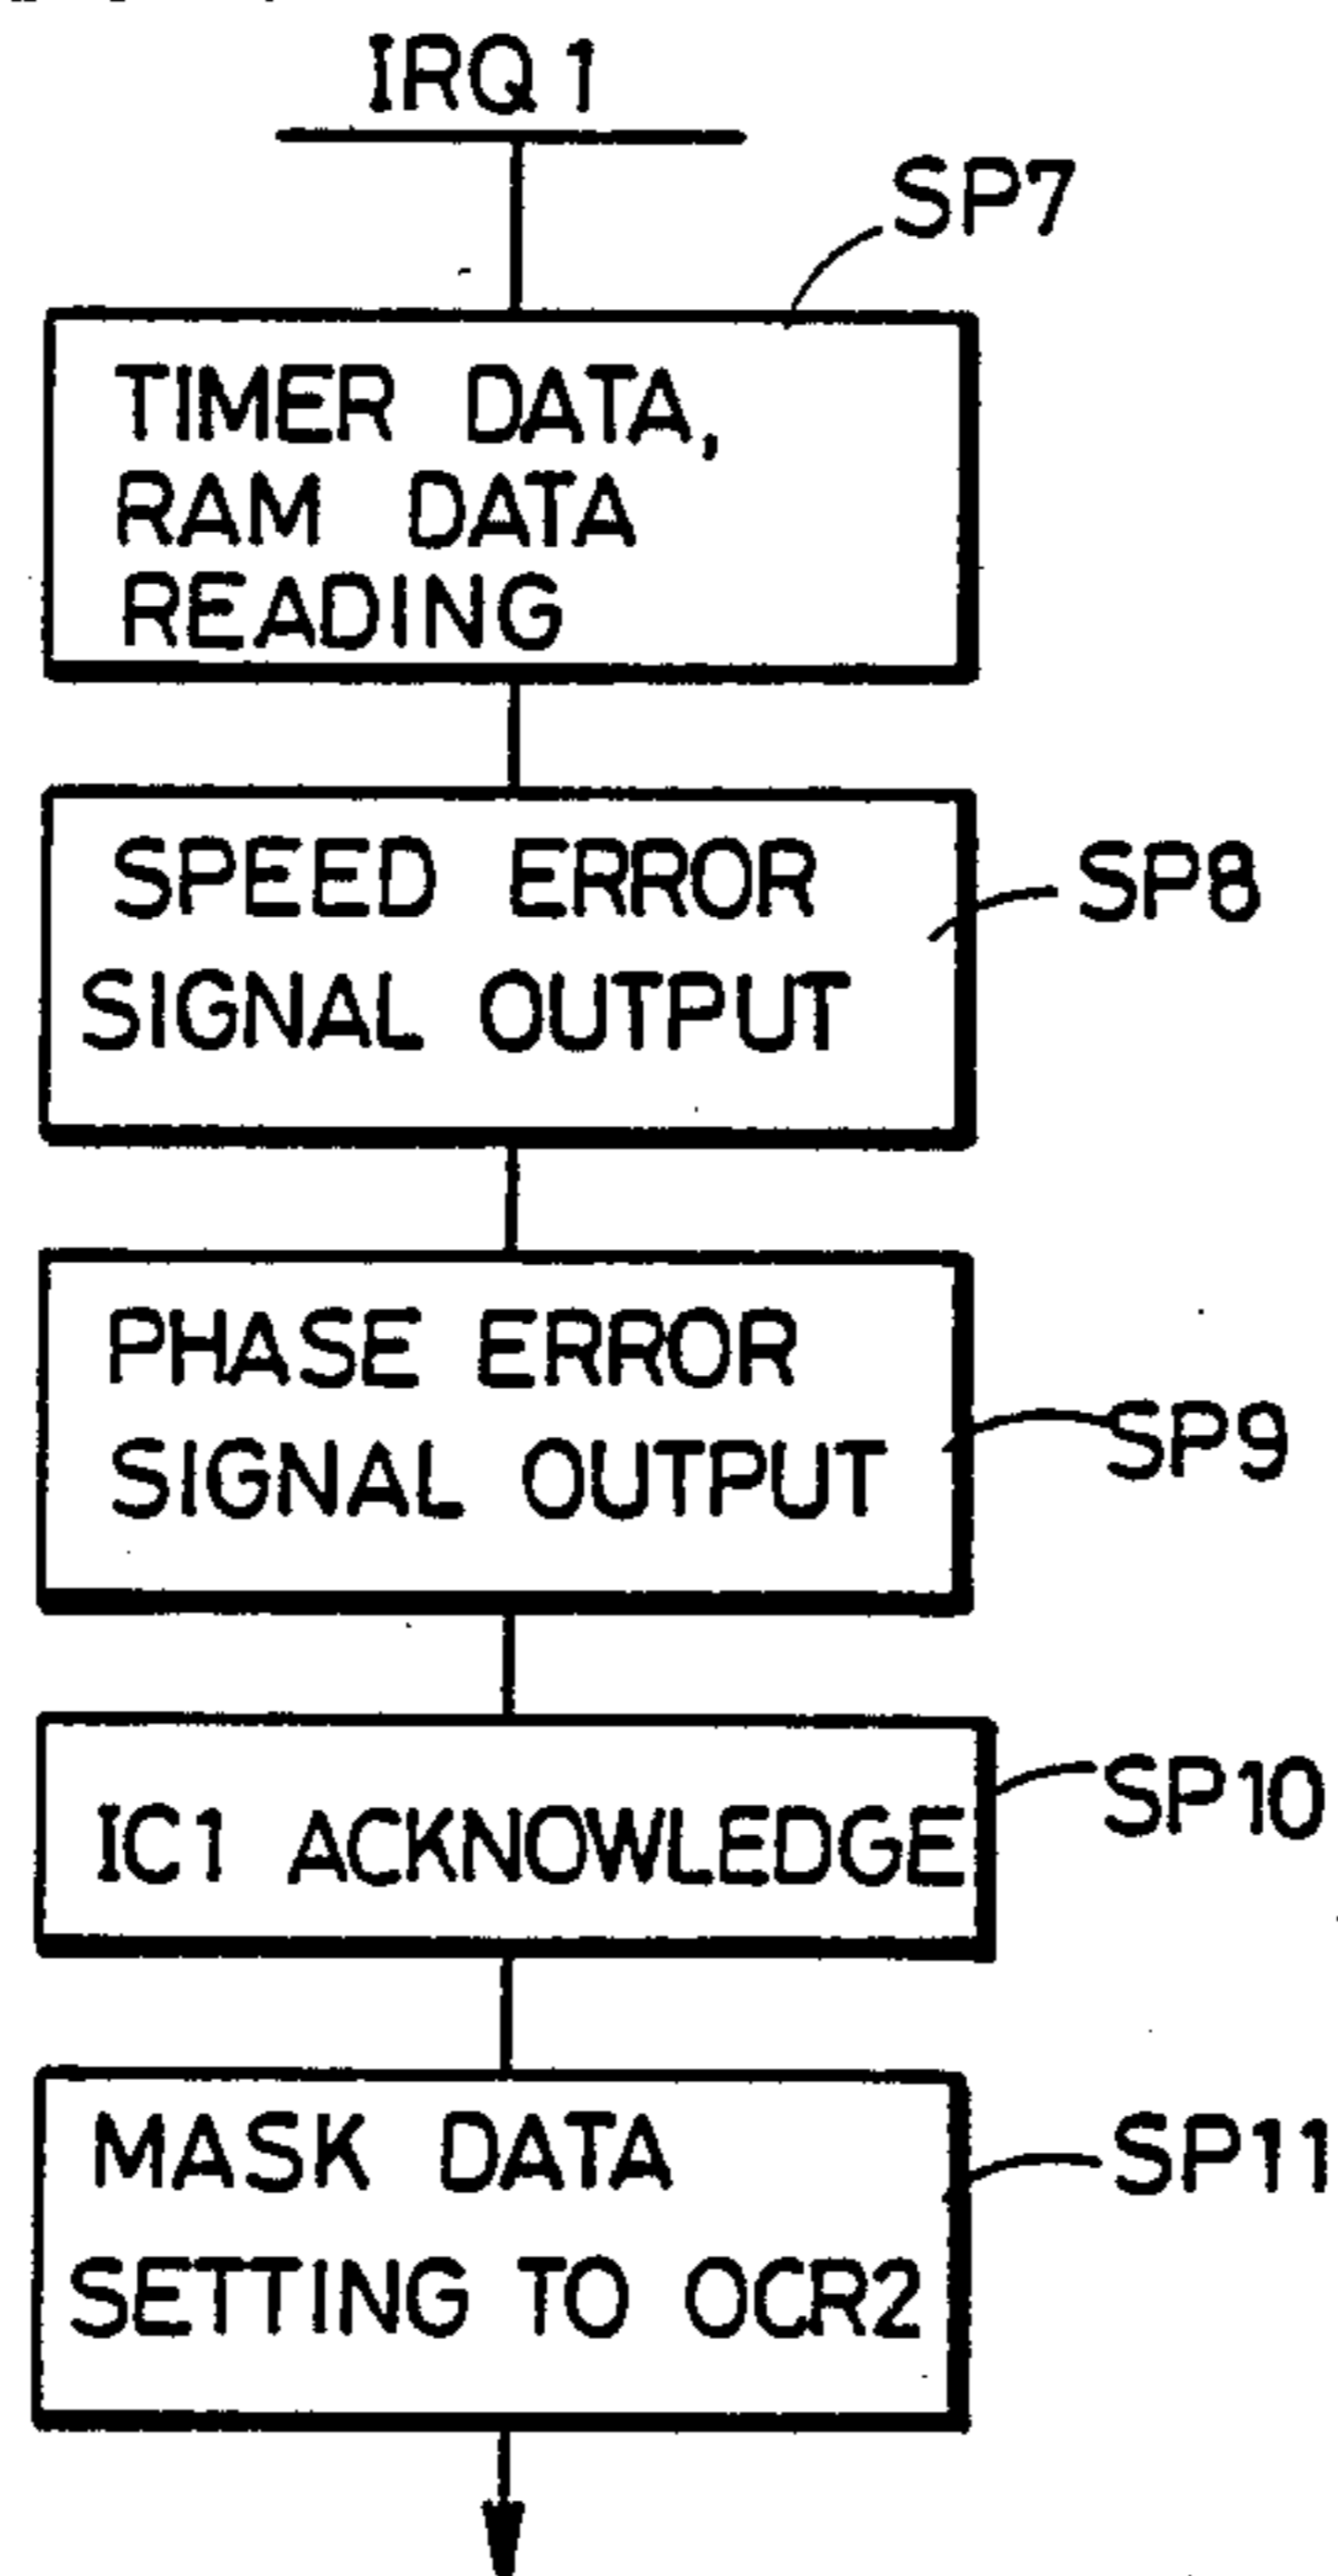 IRQ 1
SP7
TIMER DATA,
RAM DATA
READING
SPEED ERROR
SIGNAL OUTPUT
SP8
PHASE ERROR
SIGNAL OUTPUT
SP9
IC1 ACKNOWLEDGE
SP10
MASK DATA
SETTING TO OCR2
SP11